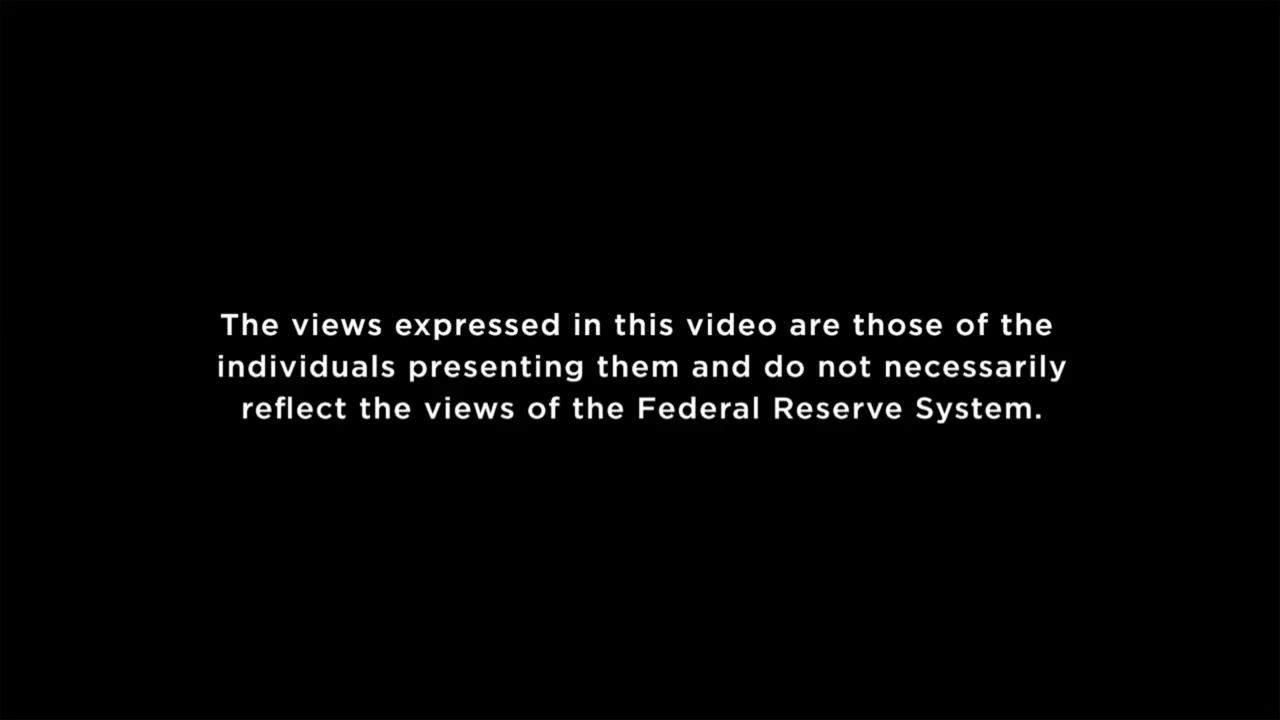 The views expressed in this video are those of the
individuals presenting them and do not necessarily
reflect the views of the Federal Reserve System.